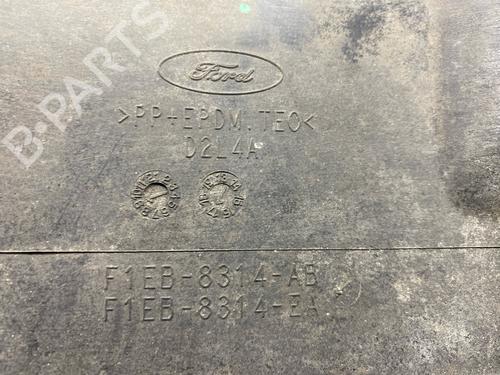 B-PARTS
Ford
>PP+EPDM.TEO<
D2L4A
F1EB-8314-AB
F1EB-8314-EA